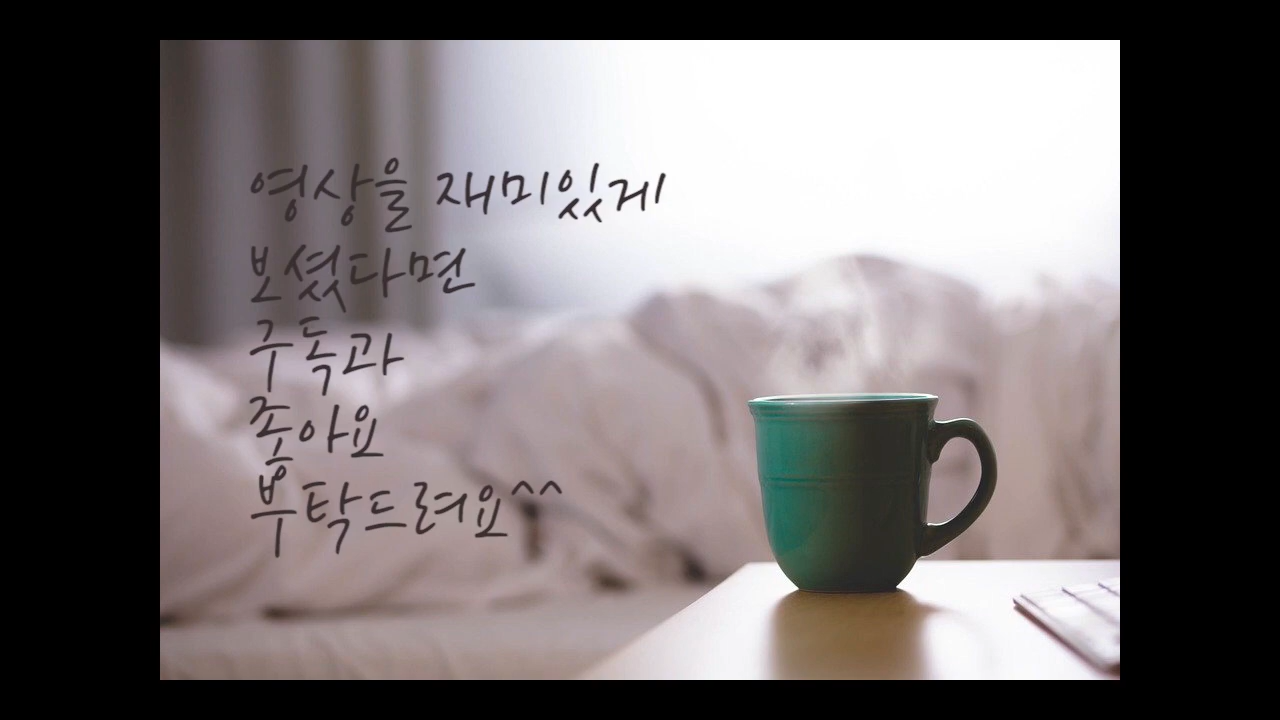 영상을 재미있게
보셨다면
구독과
좋아요
부탁드려요^^